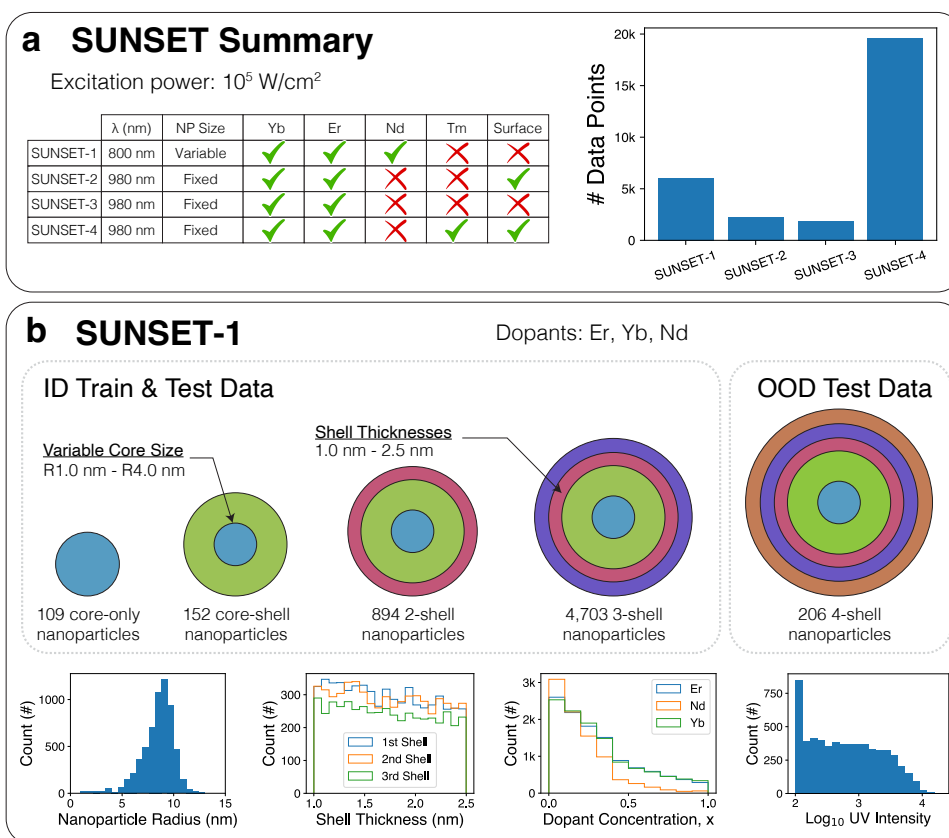 a SUNSET Summary
Excitation power: 10⁵ W/cm²
λ (nm) NP Size Yb Er Nd Tm Surface
SUNSET-1 800 nm Variable
SUNSET-2 980 nm Fixed
SUNSET-3 980 nm Fixed
SUNSET-4 980 nm Fixed
# Data Points
20k
15k
10k
5k
0
SUNSET-1 SUNSET-2 SUNSET-3 SUNSET-4
b SUNSET-1
Dopants: Er, Yb, Nd
ID Train & Test Data
OOD Test Data
Variable Core Size
R1.0 nm - R4.0 nm
Shell Thicknesses
1.0 nm - 2.5 nm
109 core-only
nanoparticles
152 core-shell
nanoparticles
894 2-shell
nanoparticles
4,703 3-shell
nanoparticles
206 4-shell
nanoparticles
Count (#)
1000
500
0
0 5 10 15
Nanoparticle Radius (nm)
Count (#)
300
200
100
0
1st Shell
2nd Shell
3rd Shell
1.0 1.5 2.0 2.5
Shell Thickness (nm)
Count (#)
3k
2k
1k
0
Er
Nd
Yb
0.0 0.5 1.0
Dopant Concentration, x
Count (#)
750
500
250
0
2 3 4
Log₁₀ UV Intensity